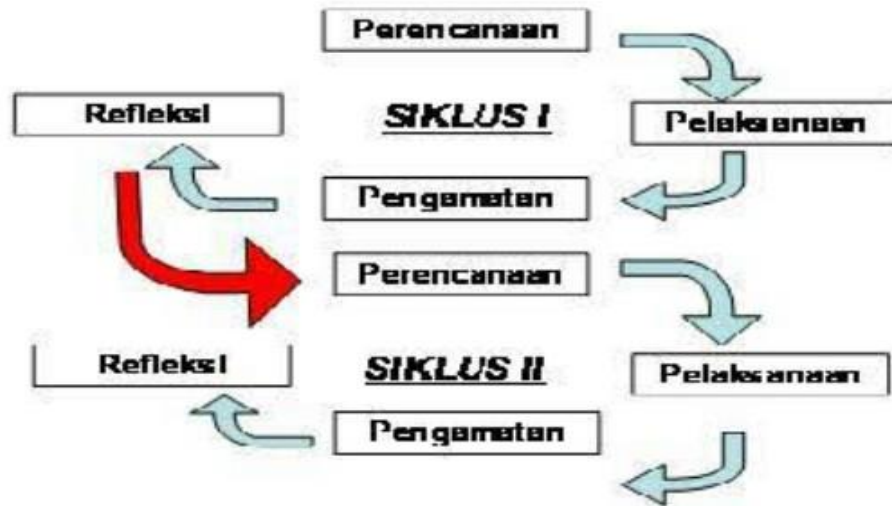 Perencanaan
Refleksi
SIKLUS I
Pelaksanaan
Pengamatan
Perencanaan
Refleksi
SIKLUS II
Pelaksanaan
Pengamatan